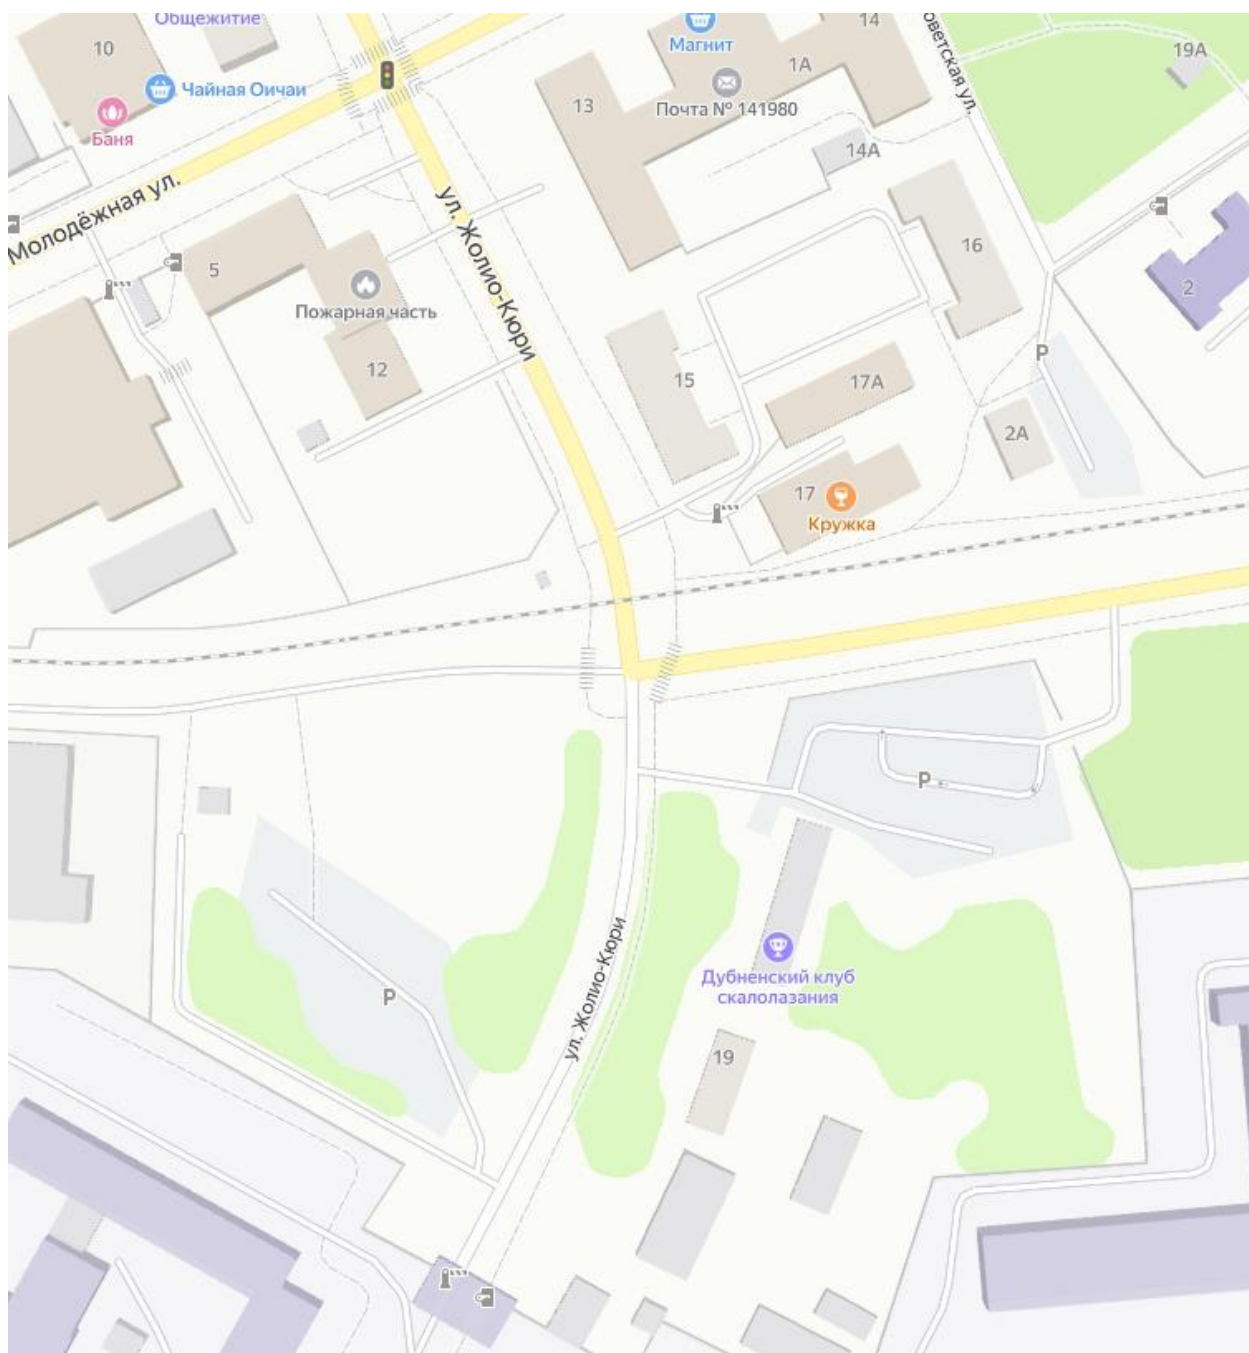 Общежитие
10
Чайная Оичаи
Баня
Магнит
14
1А
13
Почта № 141980
14А
оветская ул.
19А
Молодёжная ул.
ул. Жолио-Кюри
5
Пожарная часть
12
16
2
15
17А
P
2А
17
Кружка
P
P
ул. Жолио-Кюри
Дубненский клуб
скалолазания
19